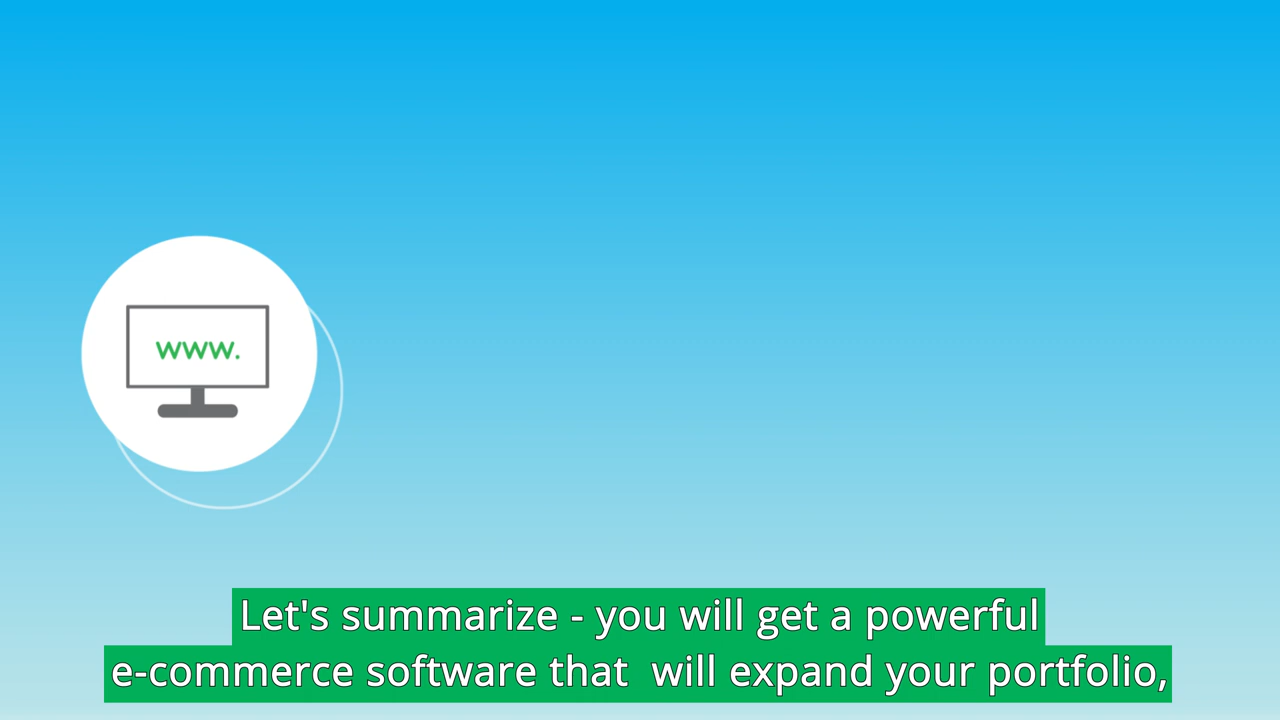 www.
Let's summarize - you will get a powerful
e-commerce software that  will expand your portfolio,